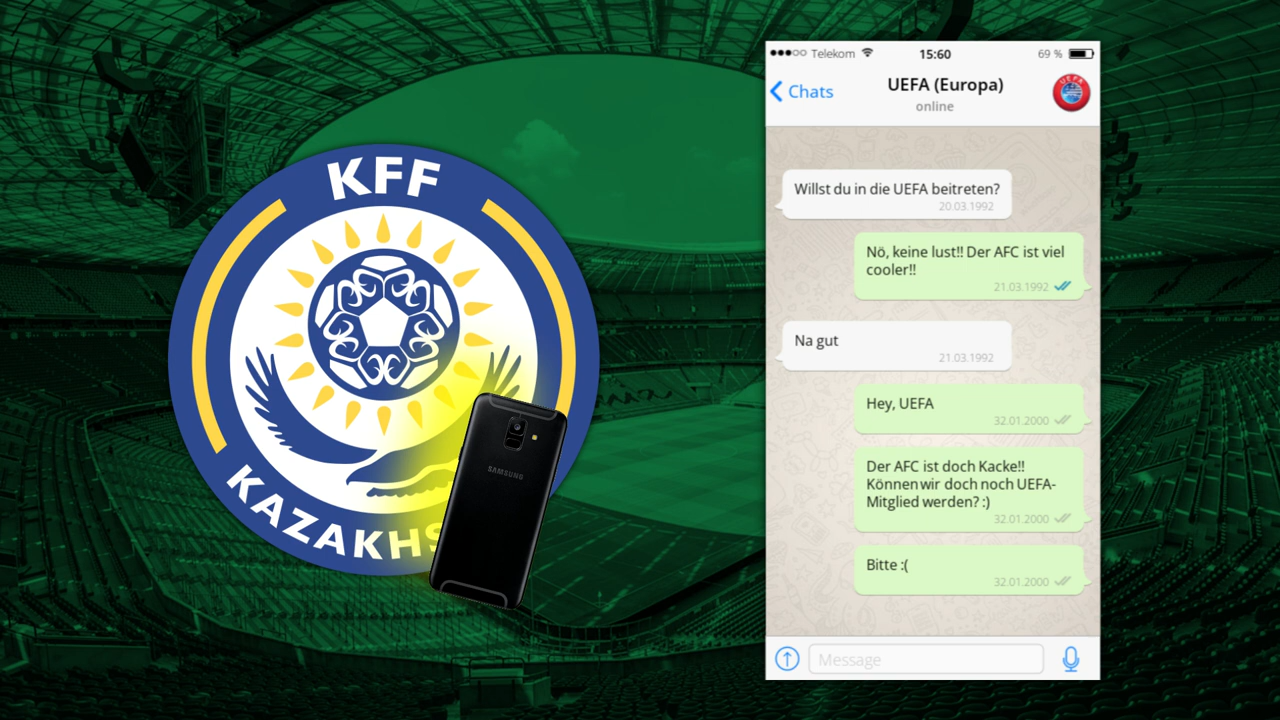 KFF
KAZAKHS
SAMSUNG
Telekom
15:60
69 %
Chats
UEFA (Europa)
online
UEFA
Willst du in die UEFA beitreten?
20.03.1992
Nö, keine lust!! Der AFC ist viel
cooler!!
21.03.1992
Na gut
21.03.1992
Hey, UEFA
32.01.2000
Der AFC ist doch Kacke!!
Können wir doch noch UEFA-
Mitglied werden? :)
32.01.2000
Bitte :(
32.01.2000
Message